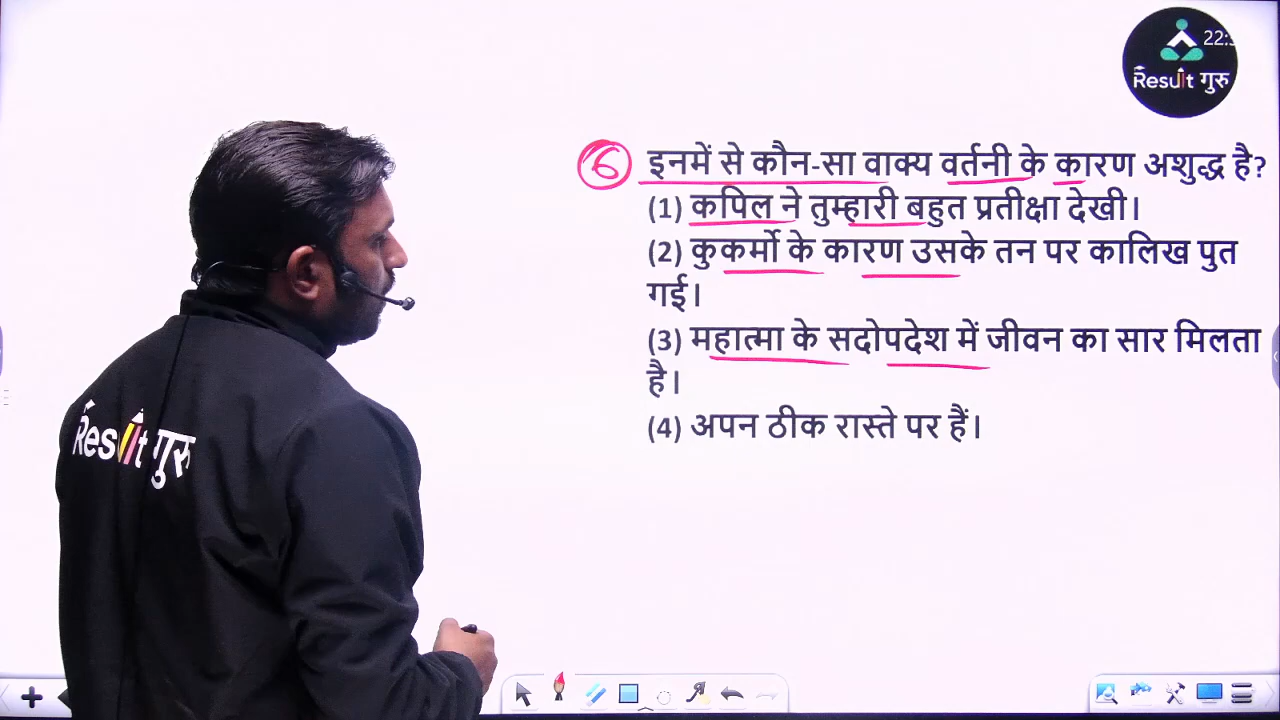 22:
Result गुरु
6 इनमें से कौन-सा वाक्य वर्तनी के कारण अशुद्ध है?
(1) कपिल ने तुम्हारी बहुत प्रतीक्षा देखी।
(2) कुकर्मो के कारण उसके तन पर कालिख पुत
गई।
(3) महात्मा के सदोपदेश में जीवन का सार मिलता
है।
(4) अपन ठीक रास्ते पर हैं।
Result गुरु